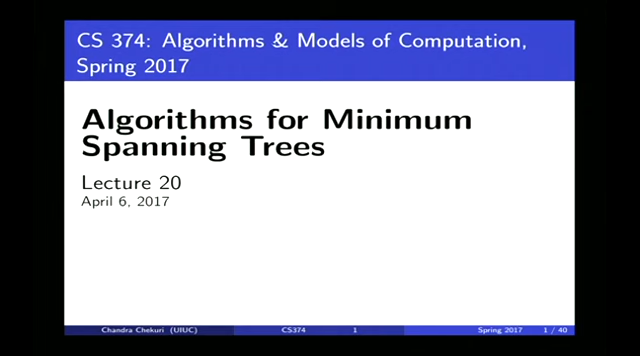 CS 374: Algorithms & Models of Computation,
Spring 2017
Algorithms for Minimum
Spanning Trees
Lecture 20
April 6, 2017
Chandra Chekuri (UIUC) CS374 1 Spring 2017 1 / 40